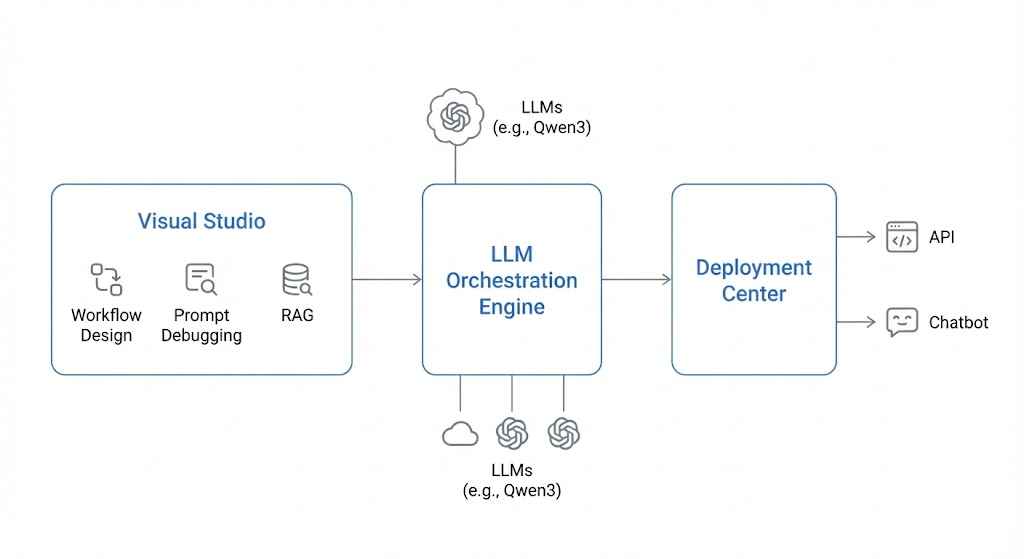 LLMs
(e.g., Qwen3)
Visual Studio
Workflow
Design
Prompt
Debugging
RAG
LLM
Orchestration
Engine
Deployment
Center
API
Chatbot
LLMs
(e.g., Qwen3)